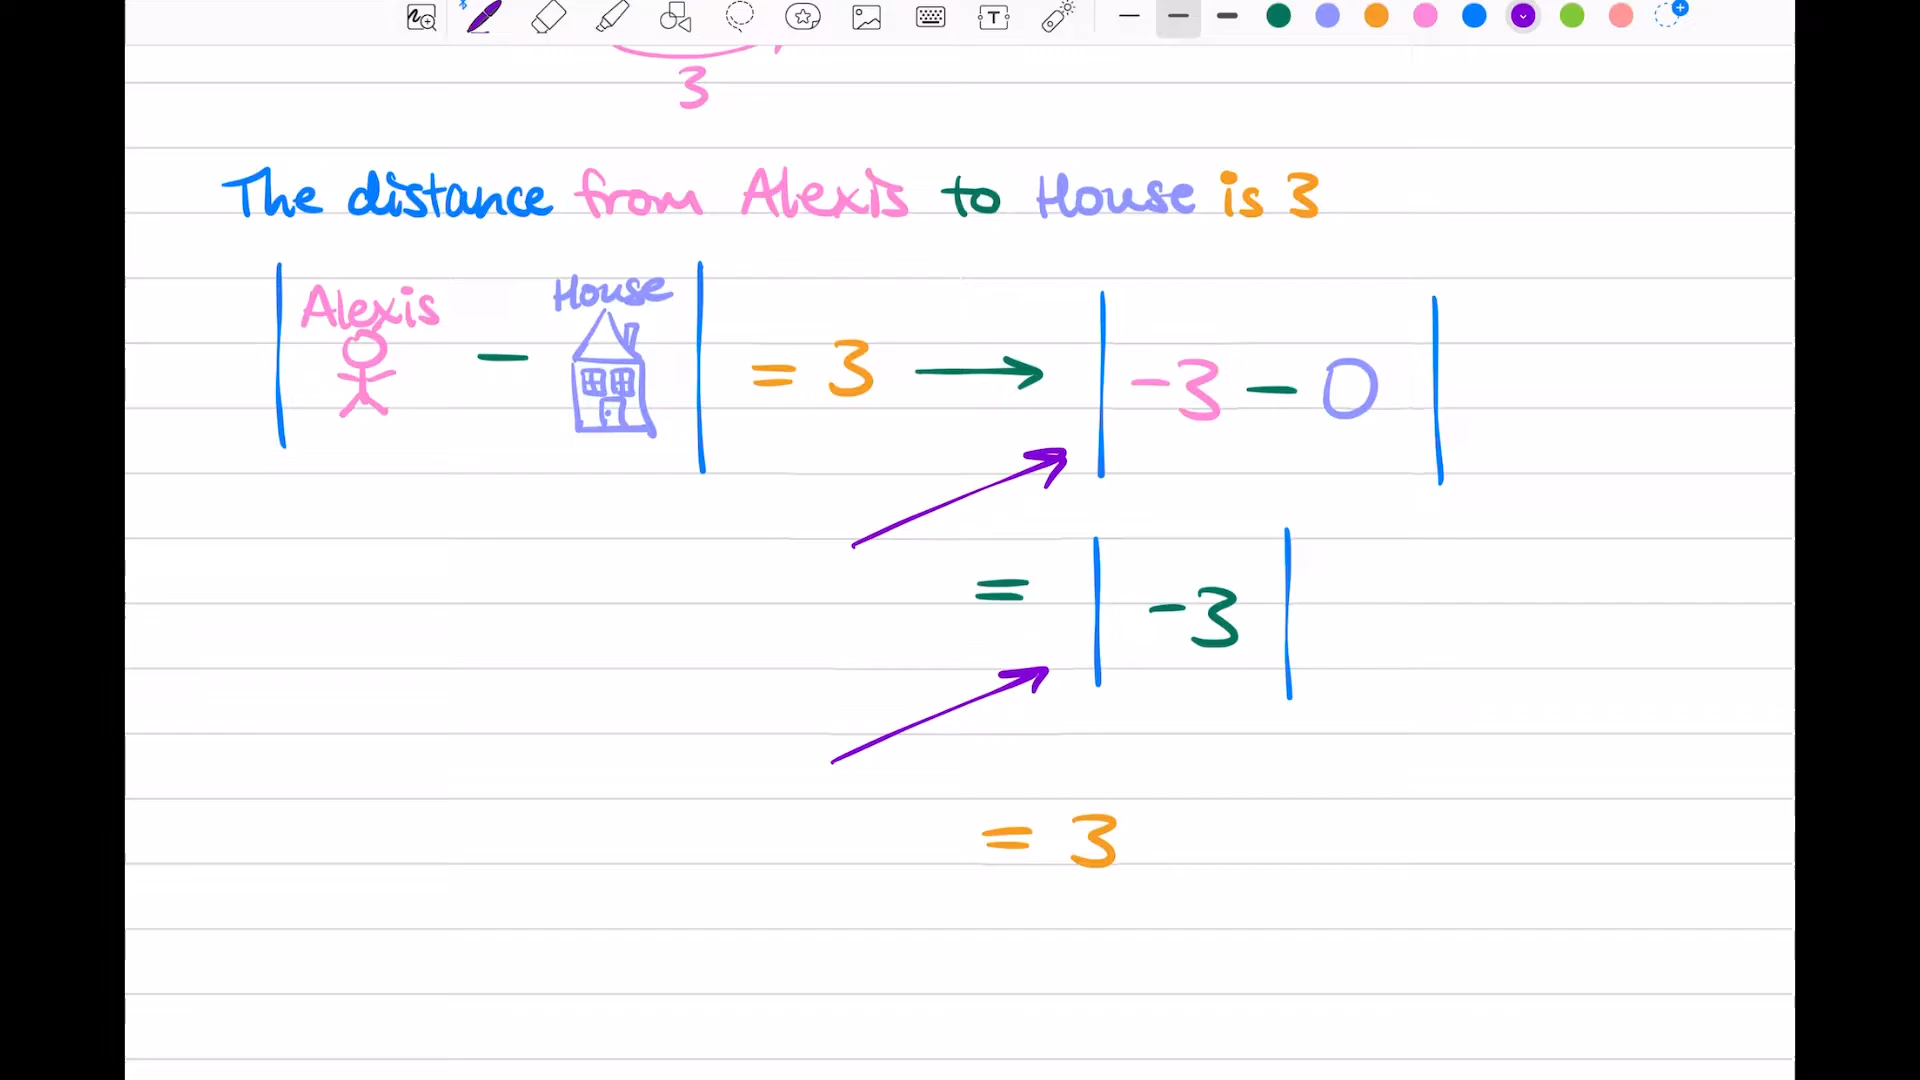 3
The distance from Alexis to House is 3
|Alexis - House| = 3 → |-3 - 0|
= |-3|
= 3